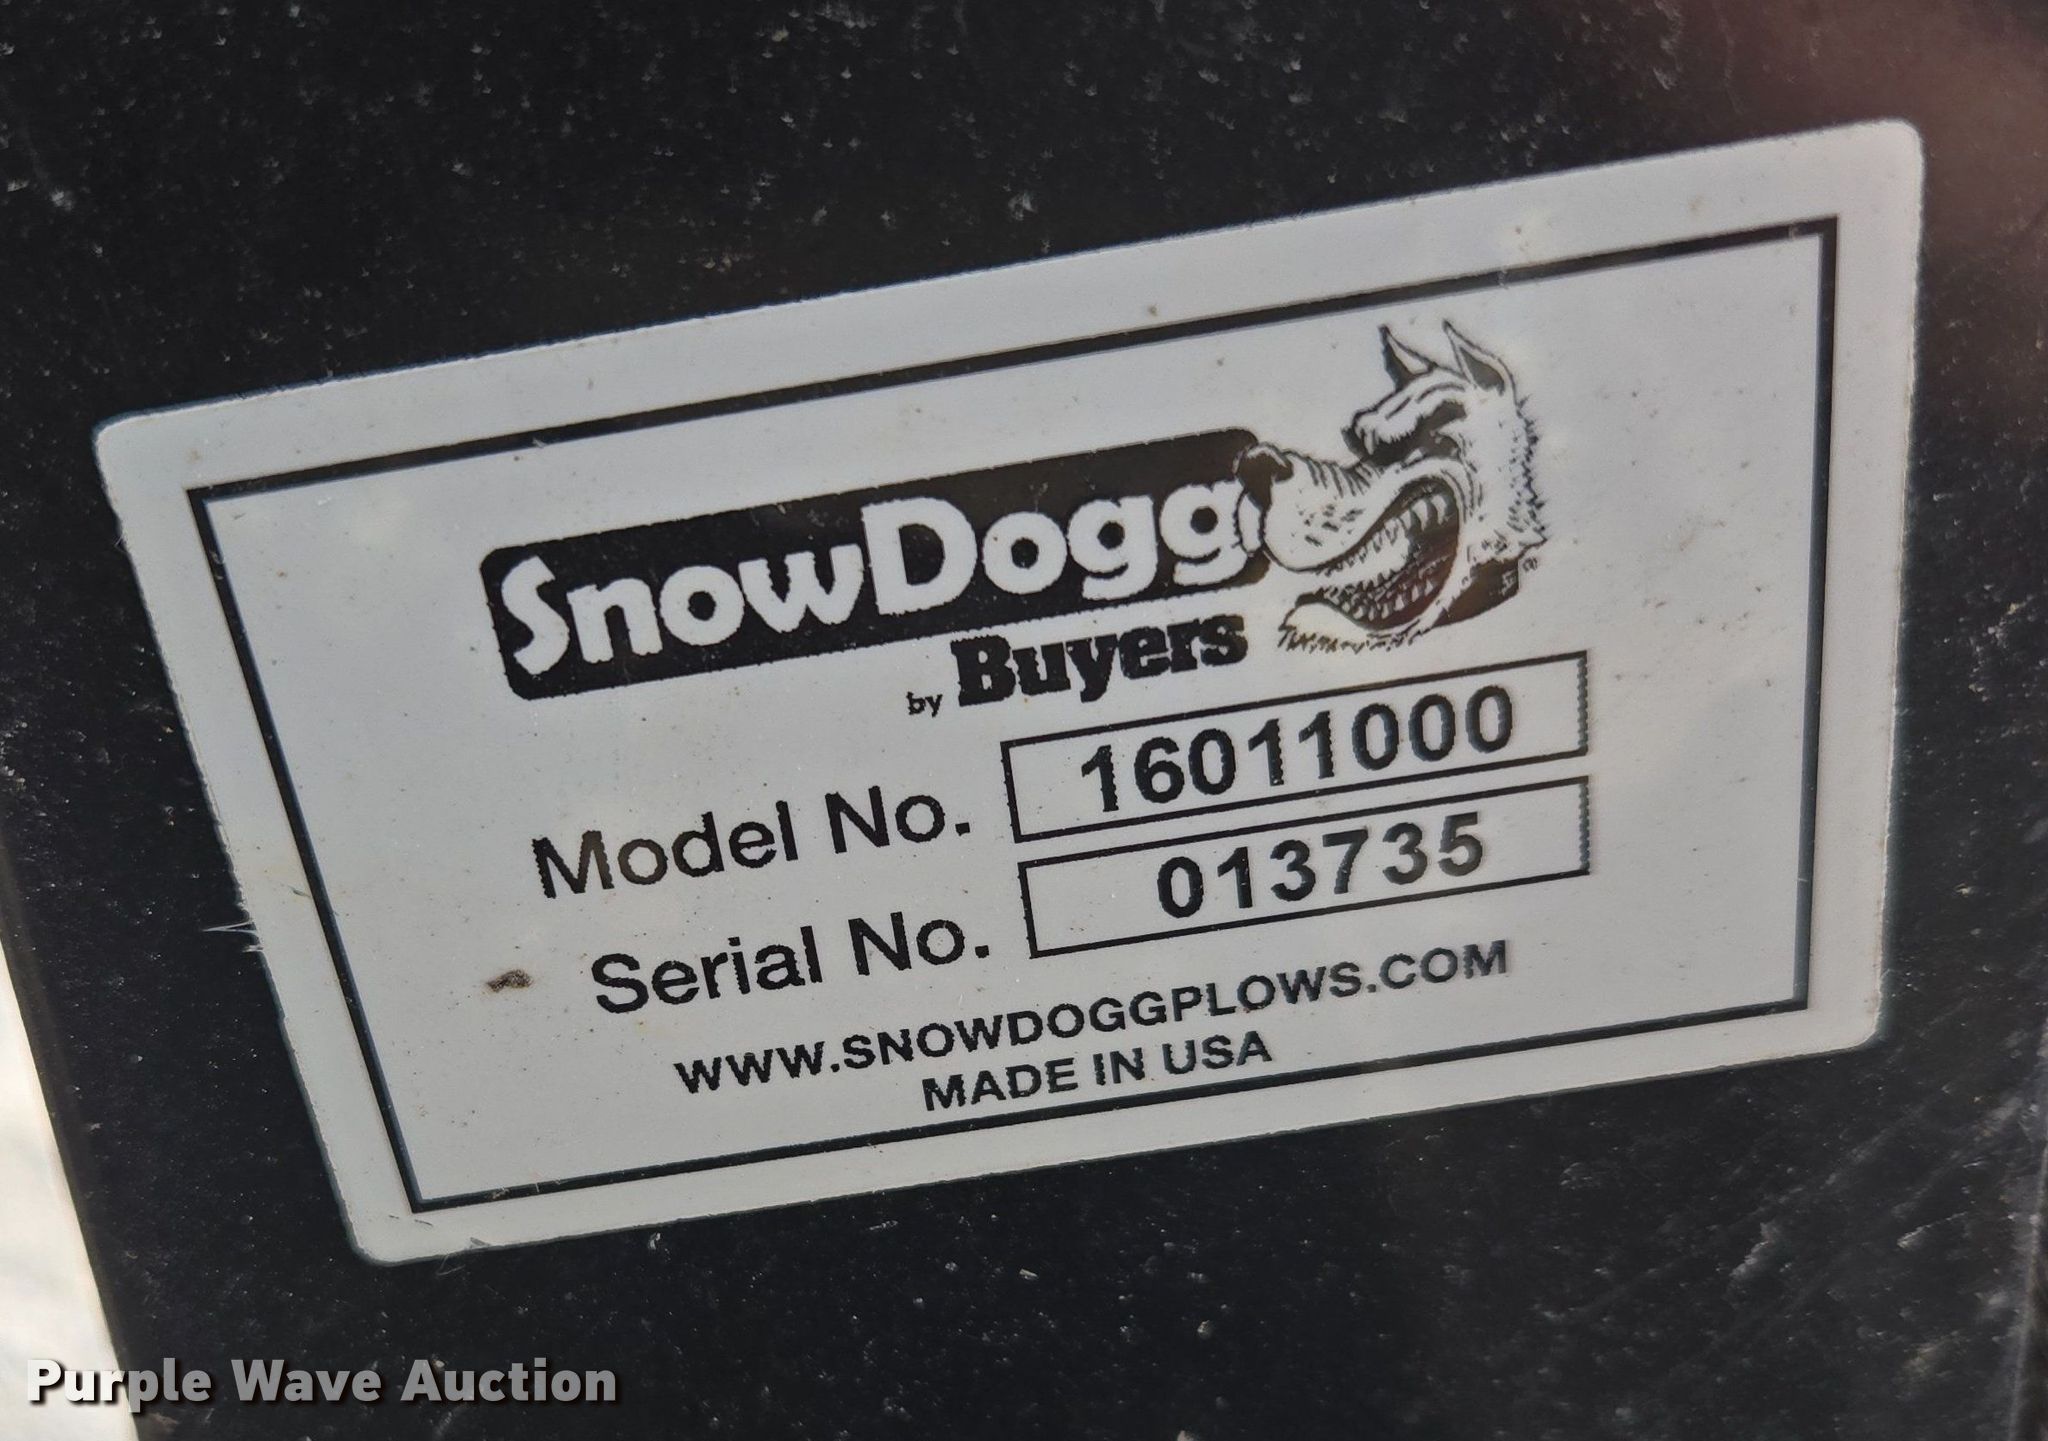 SnowDogg
by Buyers
Model No. 16011000
Serial No. 013735
WWW.SNOWDOGGPLOWS.COM
MADE IN USA
Purple Wave Auction